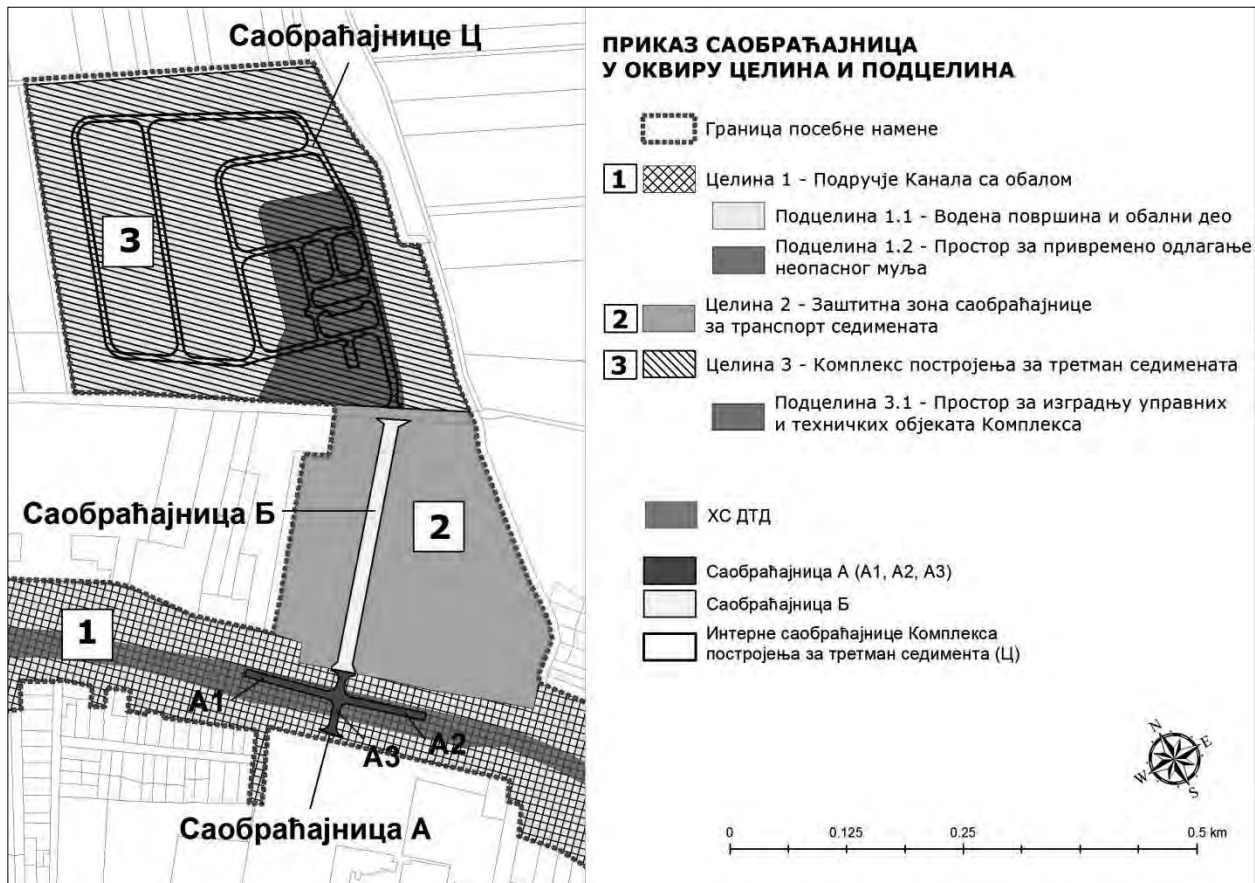 Саобраћајнице Ц
3
Саобраћајница Б
2
1
А1
А2
А3
Саобраћајница А
ПРИКАЗ САОБРАЋАЈНИЦА
У ОКВИРУ ЦЕЛИНА И ПОДЦЕЛИНА
Граница посебне намене
1 Целина 1 - Подручје Канала са обалом
Подцелина 1.1 - Водена површина и обални део
Подцелина 1.2 - Простор за привремено одлагање
неопасног муља
2 Целина 2 - Заштитна зона саобраћајнице
за транспорт седимената
3 Целина 3 - Комплекс постројења за третман седимената
Подцелина 3.1 - Простор за изградњу управних
и техничких објеката Комплекса
ХС ДТД
Саобраћајница А (А1, А2, А3)
Саобраћајница Б
Интерне саобраћајнице Комплекса
постројења за третман седимента (Ц)
N
E
W
S
0 0.125 0.25 0.5 km